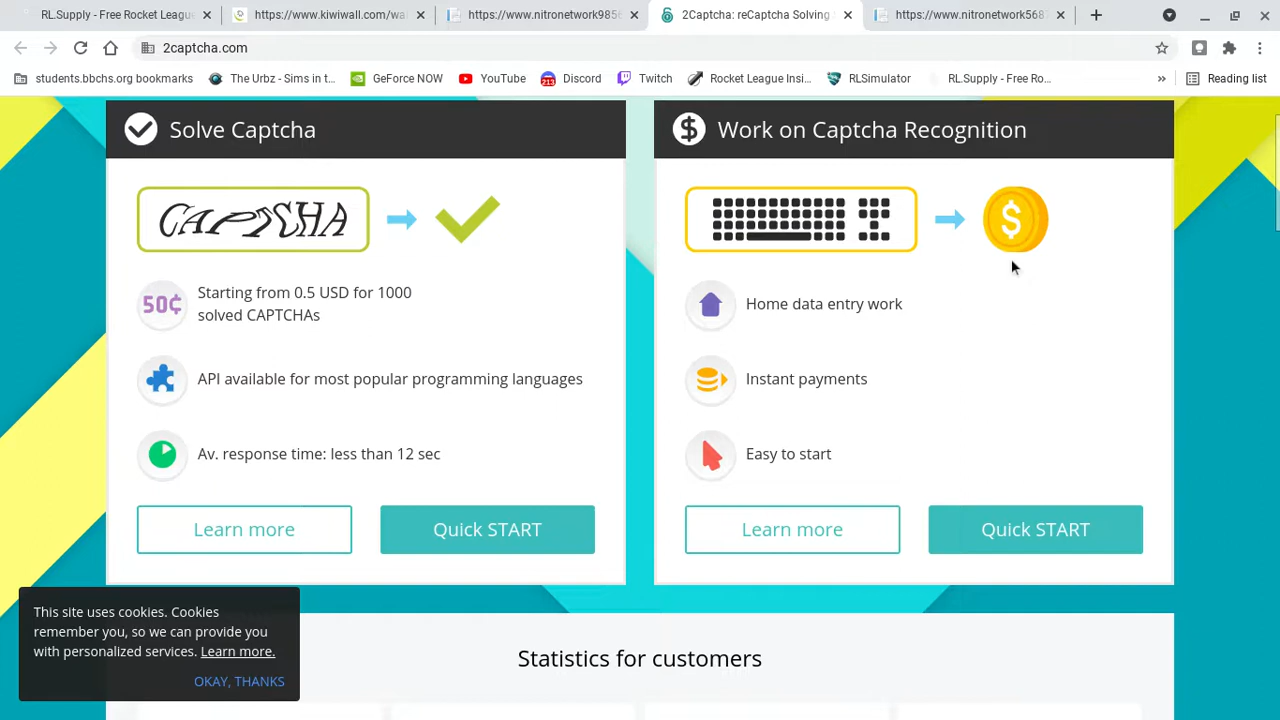 RL.Supply - Free Rocket Leagu
https://www.kiwiwall.com/wa
https://www.nitronetwork985
2Captcha: reCaptcha Solving
https://www.nitronetwork568
2captcha.com
students.bbchs.org bookmarks
The Urbz - Sims in t...
GeForce NOW
YouTube
213
Discord
Twitch
Rocket League Insi...
RLSimulator
RL.Supply - Free Ro...
»
Reading list
Solve Captcha
CAPTSHA
50¢
Starting from 0.5 USD for 1000
solved CAPTCHAs
API available for most popular programming languages
Av. response time: less than 12 sec
Learn more
Quick START
$ Work on Captcha Recognition
$
Home data entry work
Instant payments
Easy to start
Learn more
Quick START
This site uses cookies. Cookies
remember you, so we can provide you
with personalized services. Learn more.
OKAY, THANKS
Statistics for customers